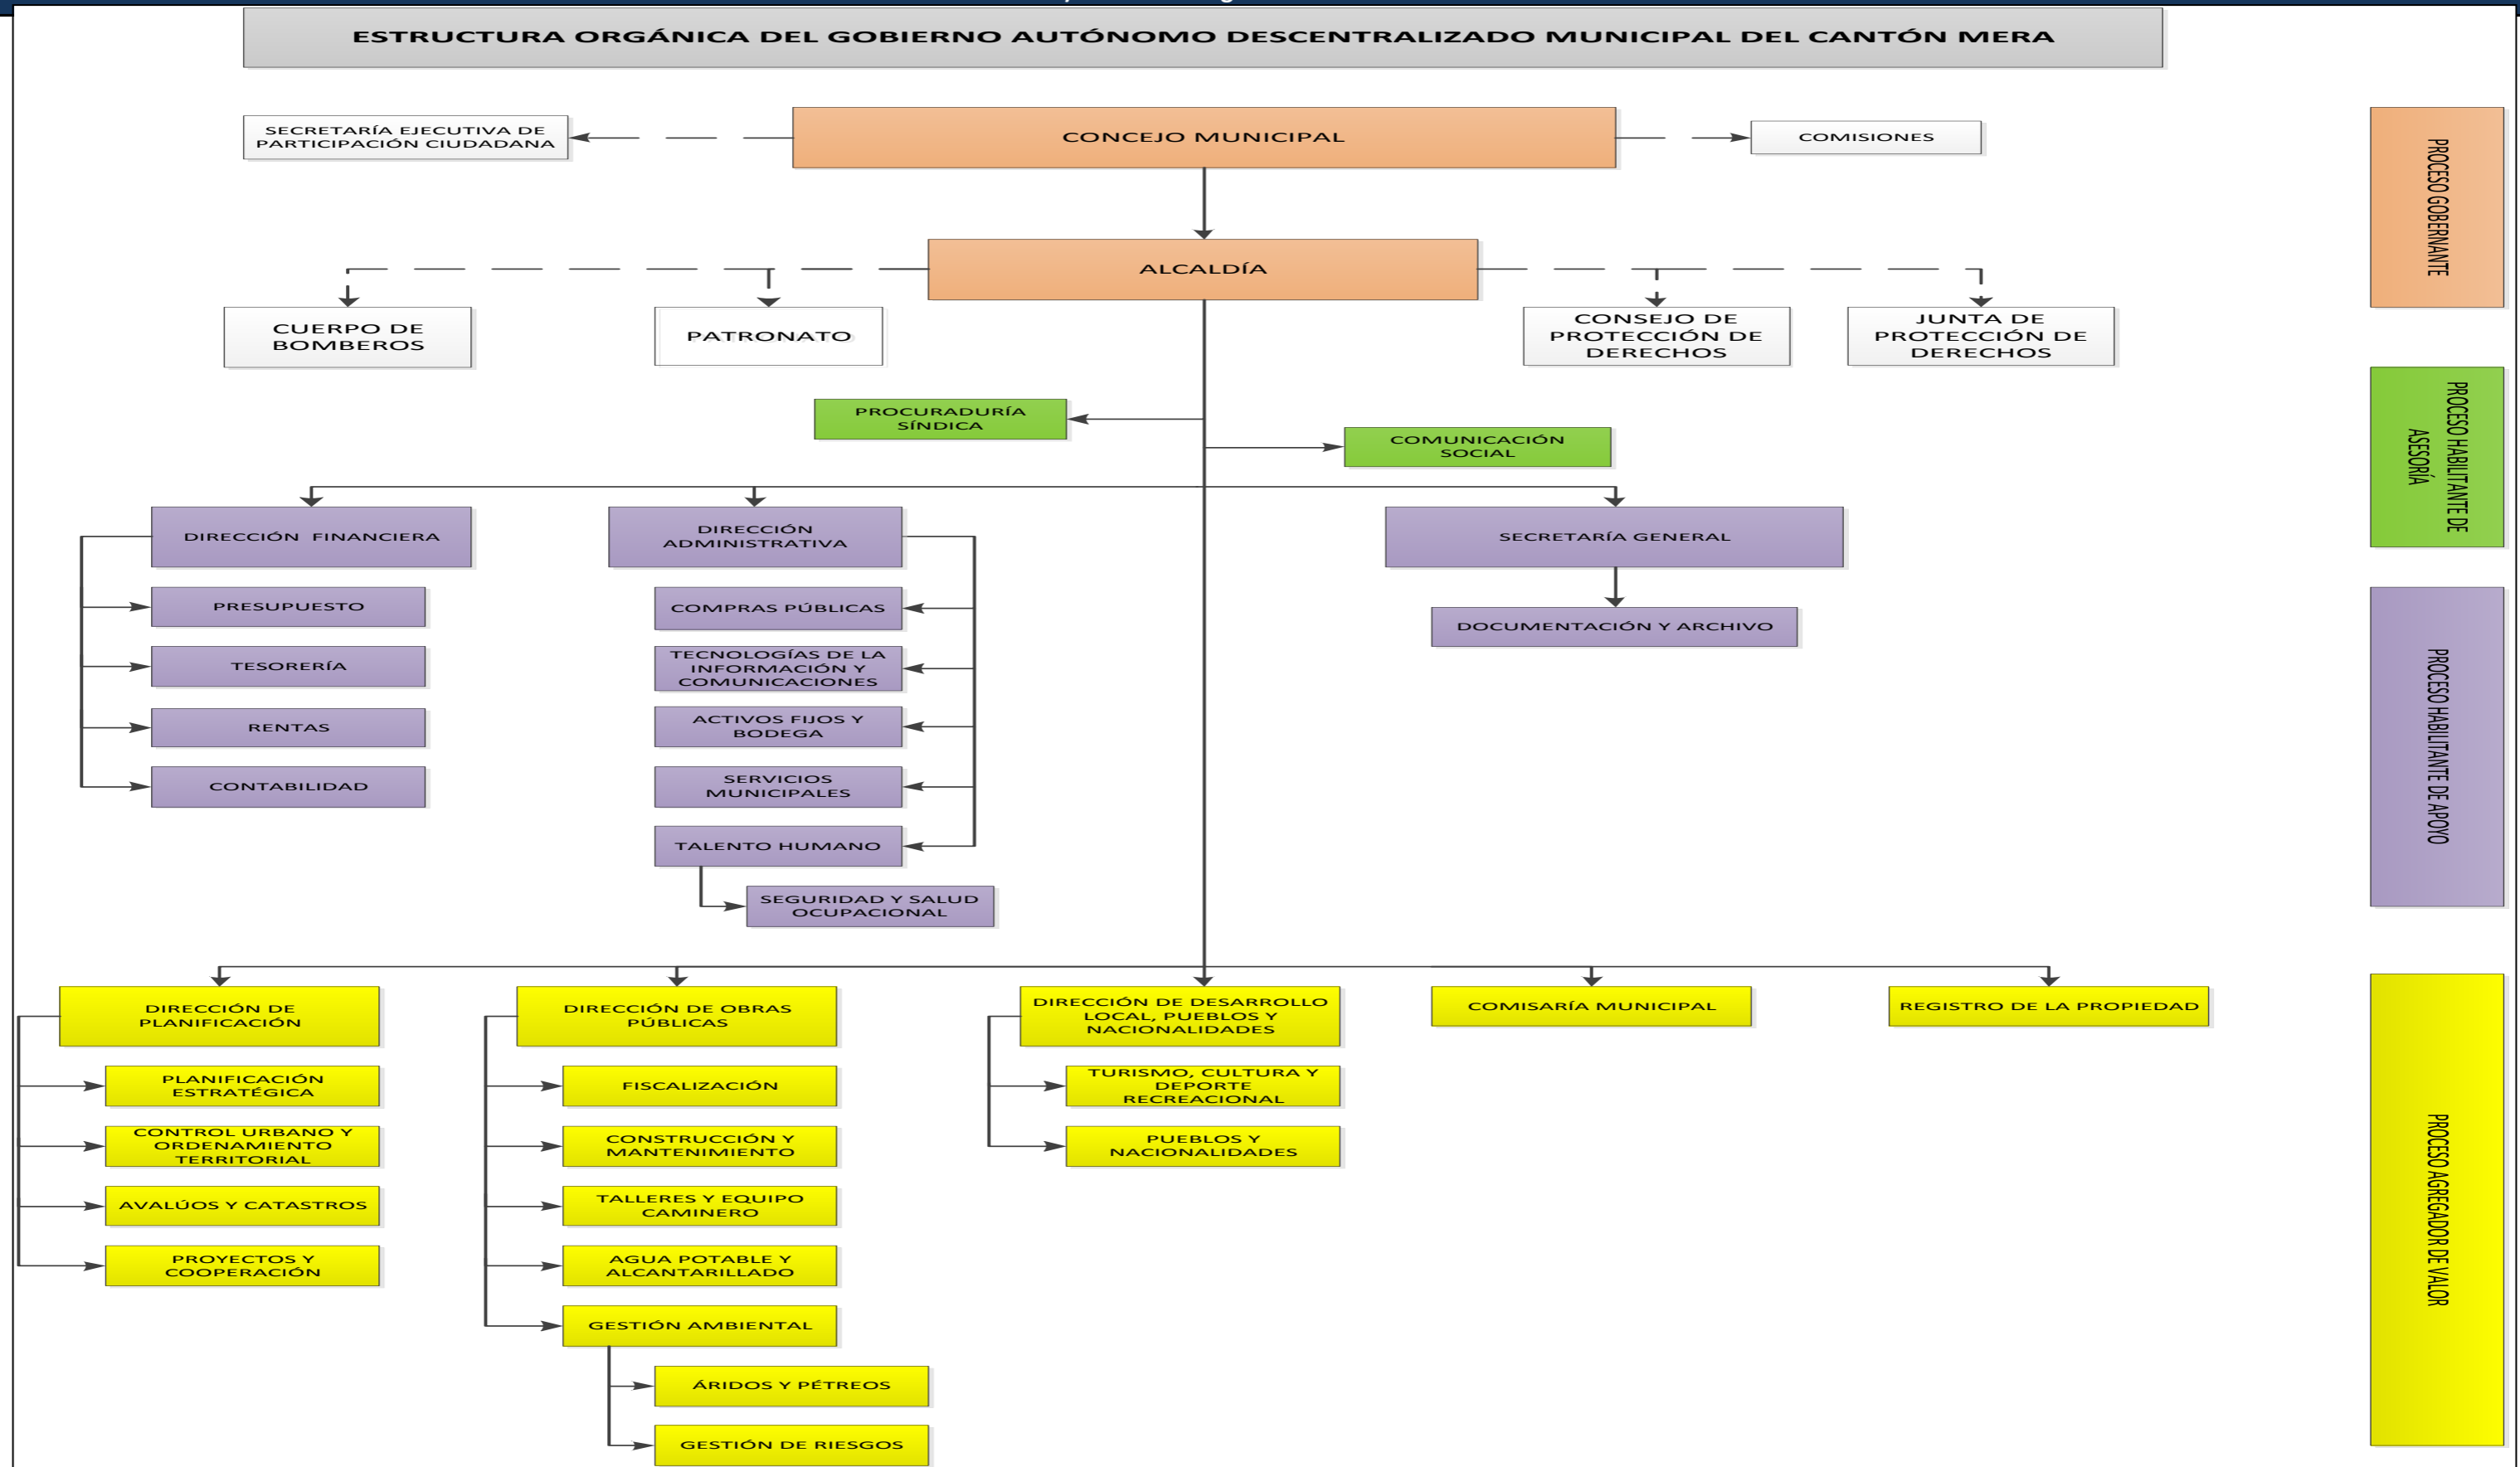 ESTRUCTURA ORGÁNICA DEL GOBIERNO AUTÓNOMO DESCENTRALIZADO MUNICIPAL DEL CANTÓN MERA
SECRETARÍA EJECUTIVA DE
PARTICIPACIÓN CIUDADANA
CONCEJO MUNICIPAL
COMISIONES
PROCESO GOBERNANTE
ALCALDÍA
CUERPO DE
BOMBEROS
PATRONATO
CONSEJO DE
PROTECCIÓN DE
DERECHOS
JUNTA DE
PROTECCIÓN DE
DERECHOS
PROCURADURÍA
SÍNDICA
COMUNICACIÓN
SOCIAL
PROCESO HABILITANTE DE
ASESORÍA
DIRECCIÓN FINANCIERA
PRESUPUESTO
TESORERÍA
RENTAS
CONTABILIDAD
DIRECCIÓN
ADMINISTRATIVA
COMPRAS PÚBLICAS
TECNOLOGÍAS DE LA
INFORMACIÓN Y
COMUNICACIONES
ACTIVOS FIJOS Y
BODEGA
SERVICIOS
MUNICIPALES
TALENTO HUMANO
SEGURIDAD Y SALUD
OCUPACIONAL
SECRETARÍA GENERAL
DOCUMENTACIÓN Y ARCHIVO
PROCESO HABILITANTE DE APOYO
DIRECCIÓN DE
PLANIFICACIÓN
PLANIFICACIÓN
ESTRATÉGICA
CONTROL URBANO Y
ORDENAMIENTO
TERRITORIAL
AVALÚOS Y CATASTROS
PROYECTOS Y
COOPERACIÓN
DIRECCIÓN DE OBRAS
PÚBLICAS
FISCALIZACIÓN
CONSTRUCCIÓN Y
MANTENIMIENTO
TALLERES Y EQUIPO
CAMINERO
AGUA POTABLE Y
ALCANTARILLADO
GESTIÓN AMBIENTAL
ÁRIDOS Y PÉTREOS
GESTIÓN DE RIESGOS
DIRECCIÓN DE DESARROLLO
LOCAL, PUEBLOS Y
NACIONALIDADES
TURISMO, CULTURA Y
DEPORTE
RECREACIONAL
PUEBLOS Y
NACIONALIDADES
COMISARÍA MUNICIPAL
REGISTRO DE LA PROPIEDAD
PROCESO AGREGADOR DE VALOR